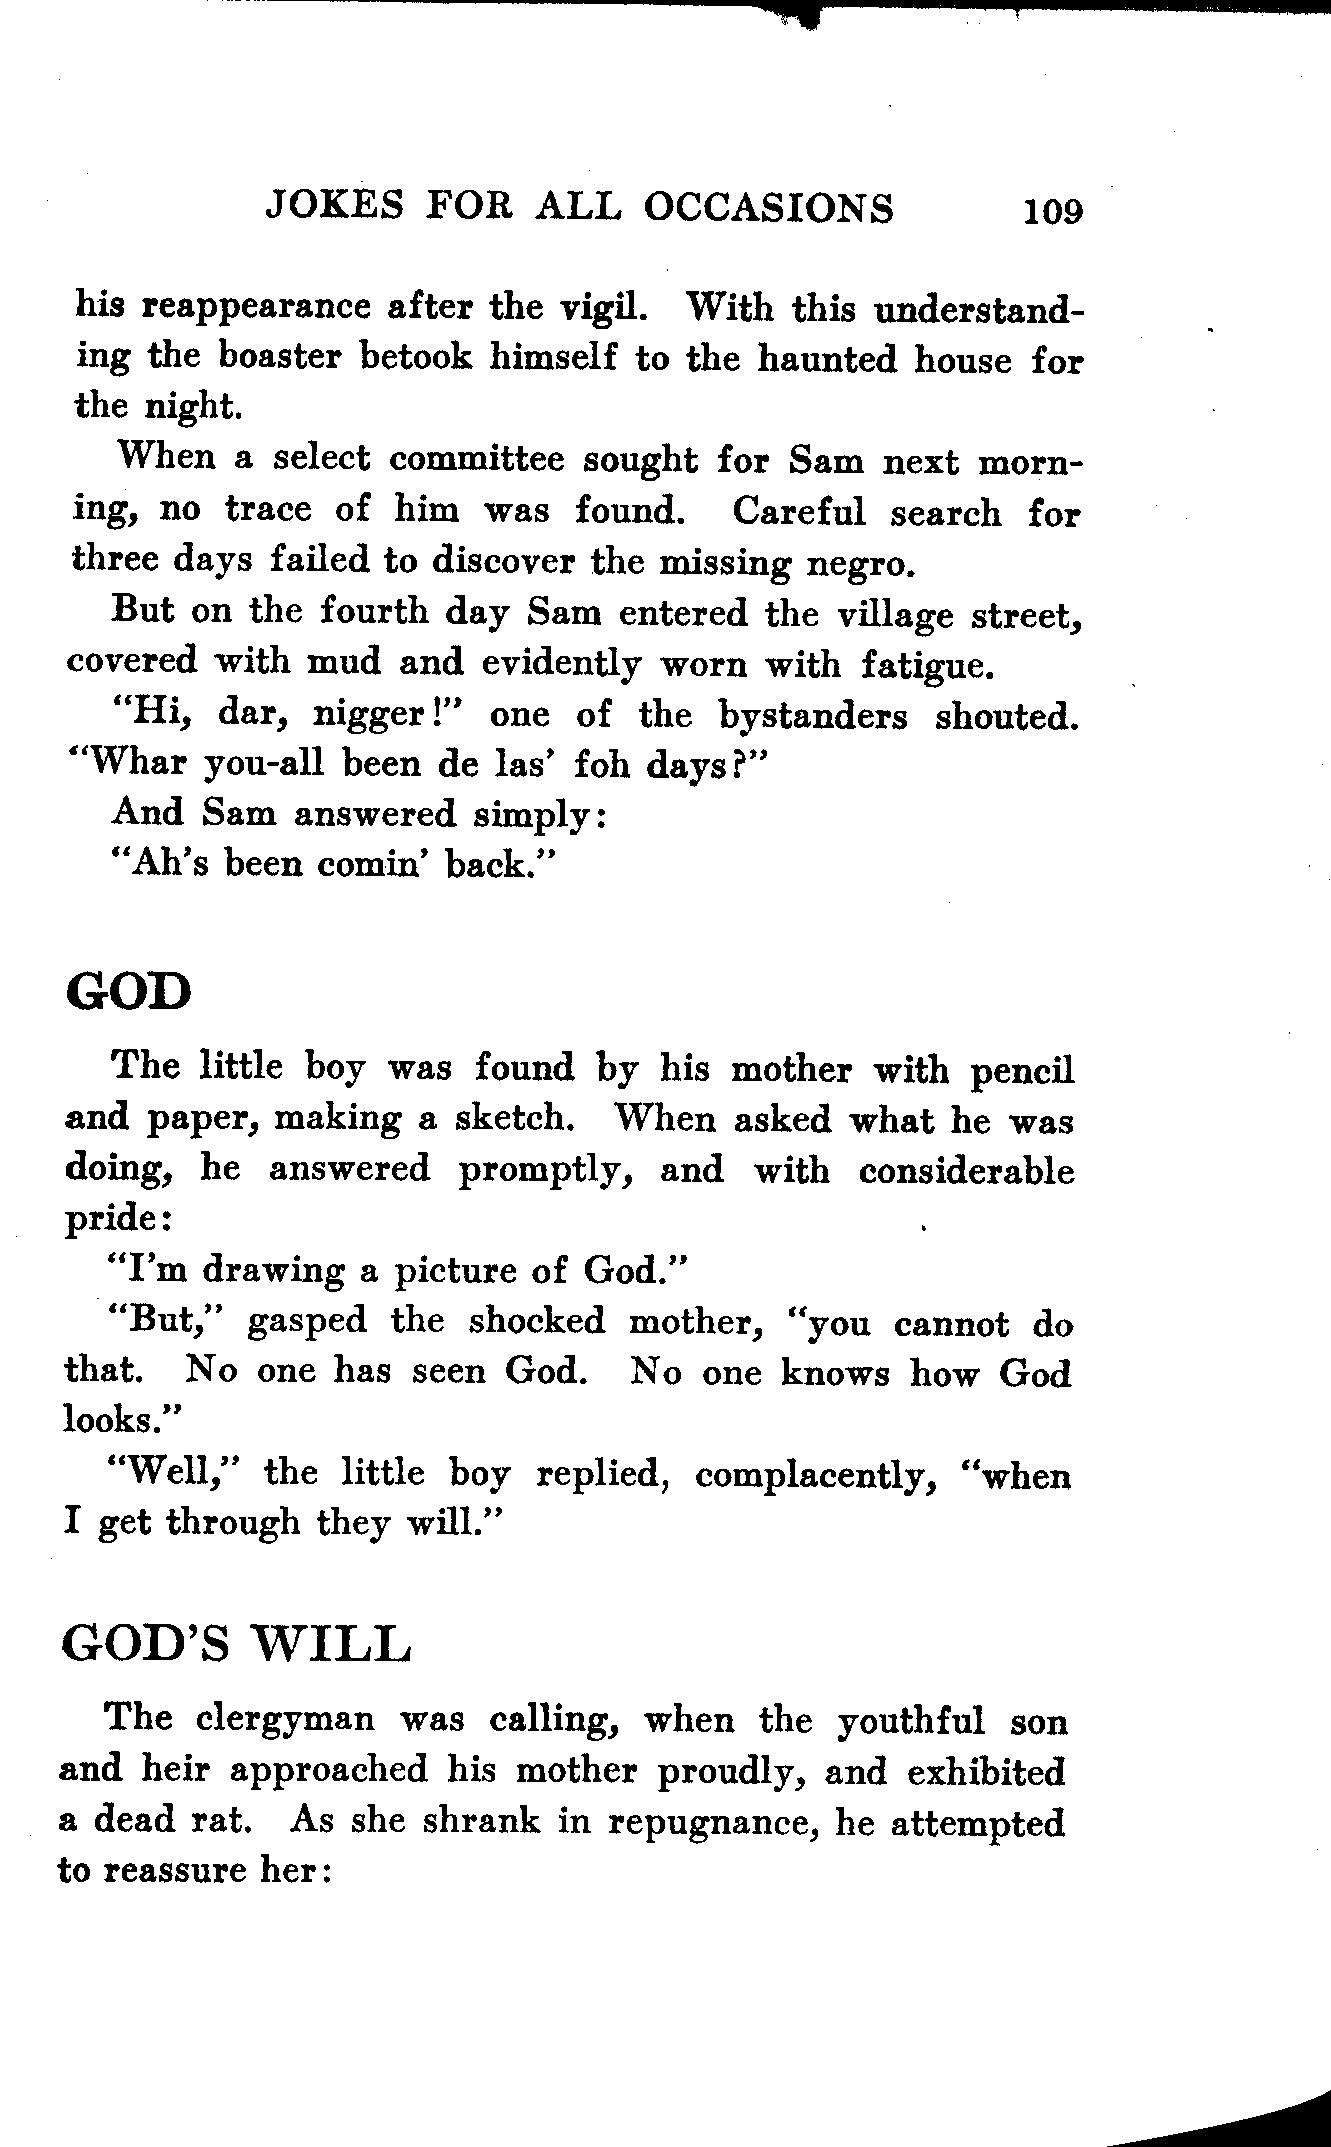 JOKES FOR ALL OCCASIONS 109
his reappearance after the vigil. With this understand-
ing the boaster betook himself to the haunted house for
the night.
When a select committee sought for Sam next morn-
ing, no trace of him was found. Careful search for
three days failed to discover the missing negro.
But on the fourth day Sam entered the village street,
covered with mud and evidently worn with fatigue.
"Hi, dar, nigger!" one of the bystanders shouted.
"Whar you-all been de las' foh days?"
And Sam answered simply:
"Ah's been comin' back."
GOD
The little boy was found by his mother with pencil
and paper, making a sketch. When asked what he was
doing, he answered promptly, and with considerable
pride:
"I'm drawing a picture of God."
"But," gasped the shocked mother, "you cannot do
that. No one has seen God. No one knows how God
looks."
"Well," the little boy replied, complacently, "when
I get through they will."
GOD'S WILL
The clergyman was calling, when the youthful son
and heir approached his mother proudly, and exhibited
a dead rat. As she shrank in repugnance, he attempted
to reassure her: